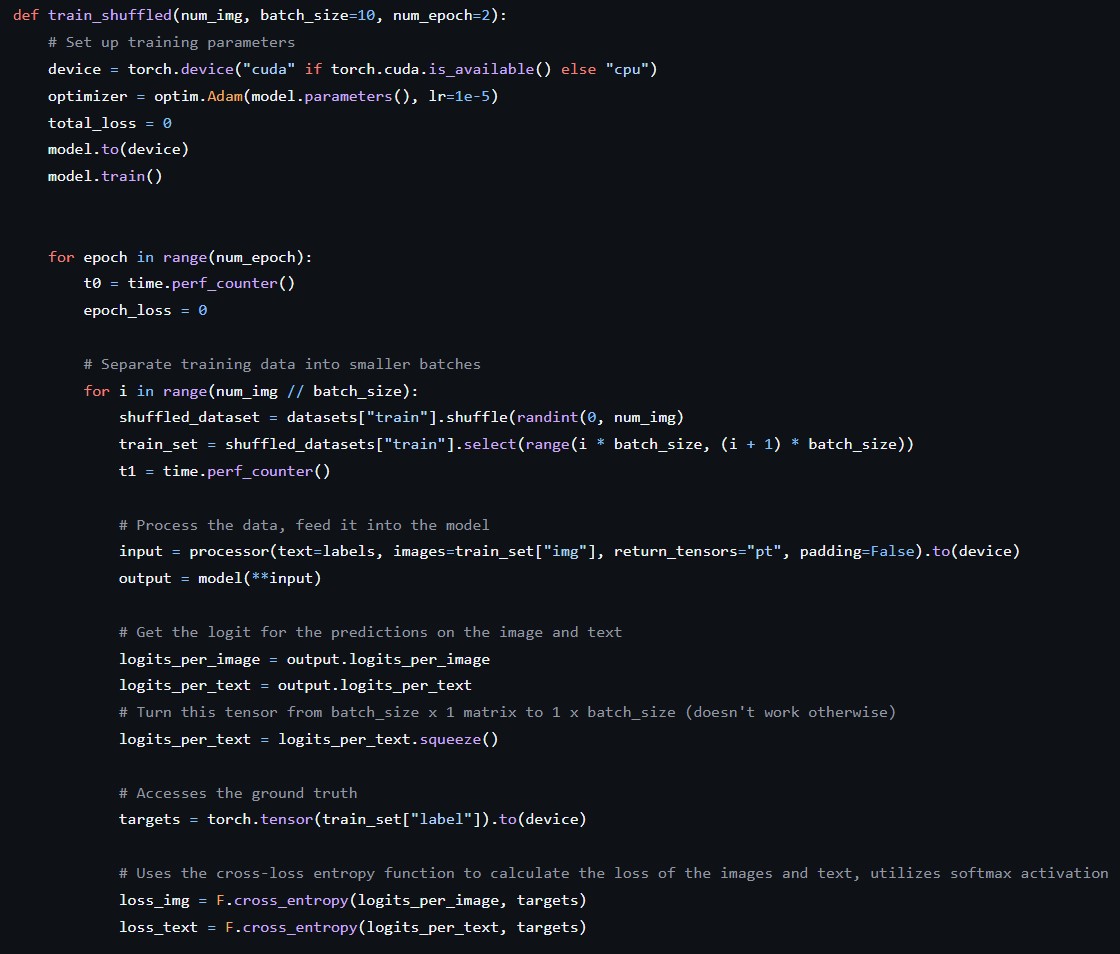 def train_shuffled(num_img, batch_size=10, num_epoch=2):
    # Set up training parameters
    device = torch.device("cuda" if torch.cuda.is_available() else "cpu")
    optimizer = optim.Adam(model.parameters(), lr=1e-5)
    total_loss = 0
    model.to(device)
    model.train()
    for epoch in range(num_epoch):
        t0 = time.perf_counter()
        epoch_loss = 0
        # Separate training data into smaller batches
        for i in range(num_img // batch_size):
            shuffled_dataset = datasets["train"].shuffle(randint(0, num_img)
            train_set = shuffled_datasets["train"].select(range(i * batch_size, (i + 1) * batch_size))
            t1 = time.perf_counter()
            # Process the data, feed it into the model
            input = processor(text=labels, images=train_set["img"], return_tensors="pt", padding=False).to(device)
            output = model(**input)
            # Get the logit for the predictions on the image and text
            logits_per_image = output.logits_per_image
            logits_per_text = output.logits_per_text
            # Turn this tensor from batch_size x 1 matrix to 1 x batch_size (doesn't work otherwise)
            logits_per_text = logits_per_text.squeeze()
            # Accesses the ground truth
            targets = torch.tensor(train_set["label"]).to(device)
            # Uses the cross-loss entropy function to calculate the loss of the images and text, utilizes softmax activation
            loss_img = F.cross_entropy(logits_per_image, targets)
            loss_text = F.cross_entropy(logits_per_text, targets)